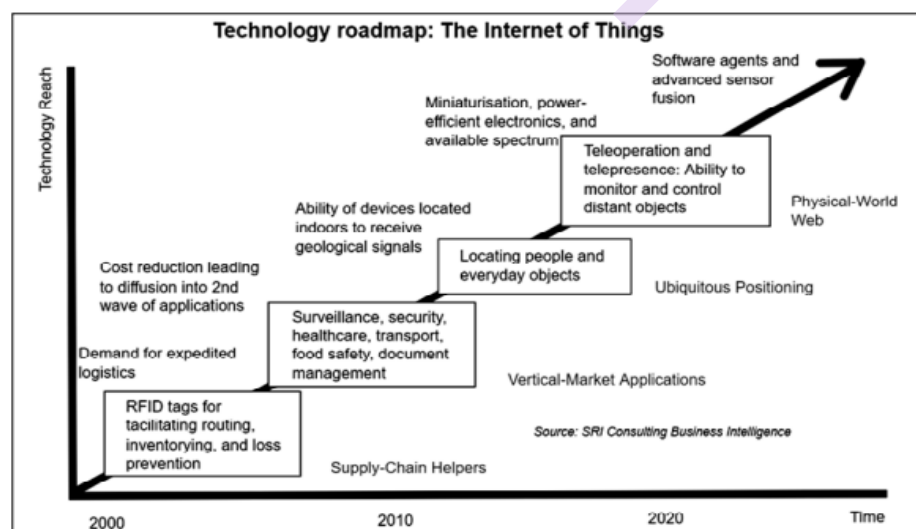 Technology roadmap: The Internet of Things
Technology Reach
Software agents and
advanced sensor
fusion
Miniaturisation, power-
efficient electronics, and
available spectrum
Teleoperation and
telepresence: Ability to
monitor and control
distant objects
Physical-World
Web
Ability of devices located
indoors to receive
geological signals
Locating people and
everyday objects
Ubiquitous Positioning
Cost reduction leading
to diffusion into 2nd
wave of applications
Surveillance, security,
healthcare, transport,
food safety, document
management
Vertical-Market Applications
Demand for expedited
logistics
RFID tags for
tacilitating routing,
inventorying, and loss
prevention
Supply-Chain Helpers
Source: SRI Consulting Business Intelligence
2000
2010
2020
Time